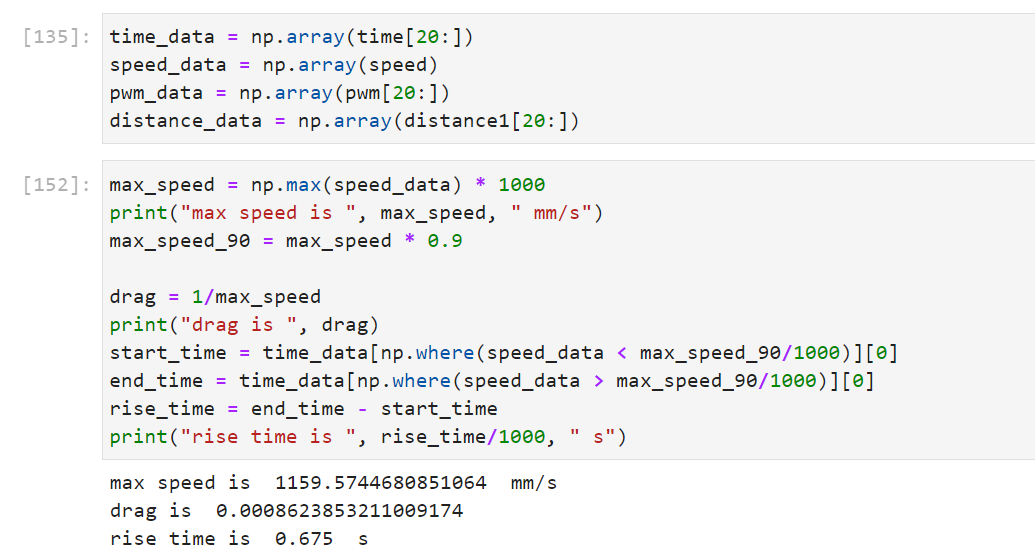 [135]: time_data = np.array(time[20:])
speed_data = np.array(speed)
pwm_data = np.array(pwm[20:])
distance_data = np.array(distance1[20:])
[152]: max_speed = np.max(speed_data) * 1000
print("max speed is ", max_speed, " mm/s")
max_speed_90 = max_speed * 0.9
drag = 1/max_speed
print("drag is ", drag)
start_time = time_data[np.where(speed_data < max_speed_90/1000)][0]
end_time = time_data[np.where(speed_data > max_speed_90/1000)][0]
rise_time = end_time - start_time
print("rise time is ", rise_time/1000, " s")
max speed is  1159.5744680851064  mm/s
drag is  0.0008623853211009174
rise time is  0.675  s